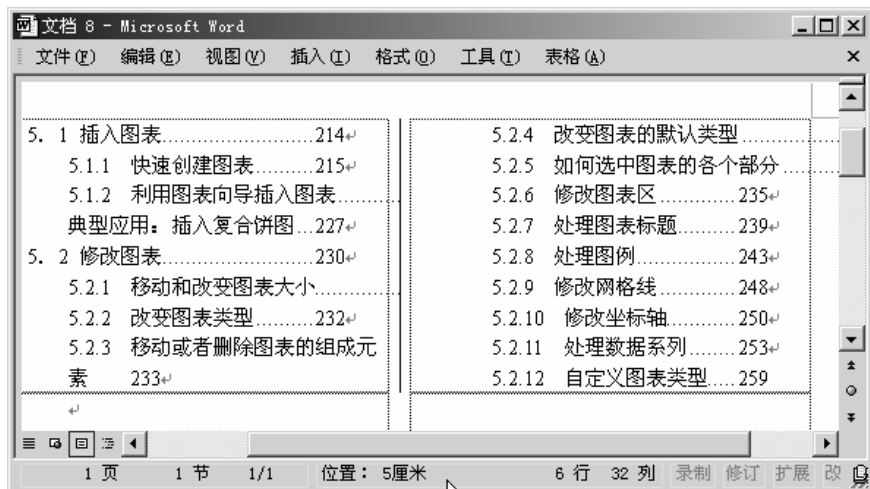 文档 8 - Microsoft Word
文件(F) 编辑(E) 视图(V) 插入(I) 格式(O) 工具(T) 表格(A)
5. 1 插入图表......................214
5.1.1 快速创建图表.........215
5.1.2 利用图表向导插入图表.........
典型应用：插入复合饼图...227
5. 2 修改图表......................230
5.2.1 移动和改变图表大小............
5.2.2 改变图表类型.........232
5.2.3 移动或者删除图表的组成元
素 233
5.2.4 改变图表的默认类型..............
5.2.5 如何选中图表的各个部分........
5.2.6 修改图表区...........235
5.2.7 处理图表标题.........239
5.2.8 处理图例..............243
5.2.9 修改网格线...........248
5.2.10 修改坐标轴..........250
5.2.11 处理数据系列.......253
5.2.12 自定义图表类型.....259
1 页 1 节 1/1 位置： 5厘米 6 行 32 列 录制 修订 扩展 改